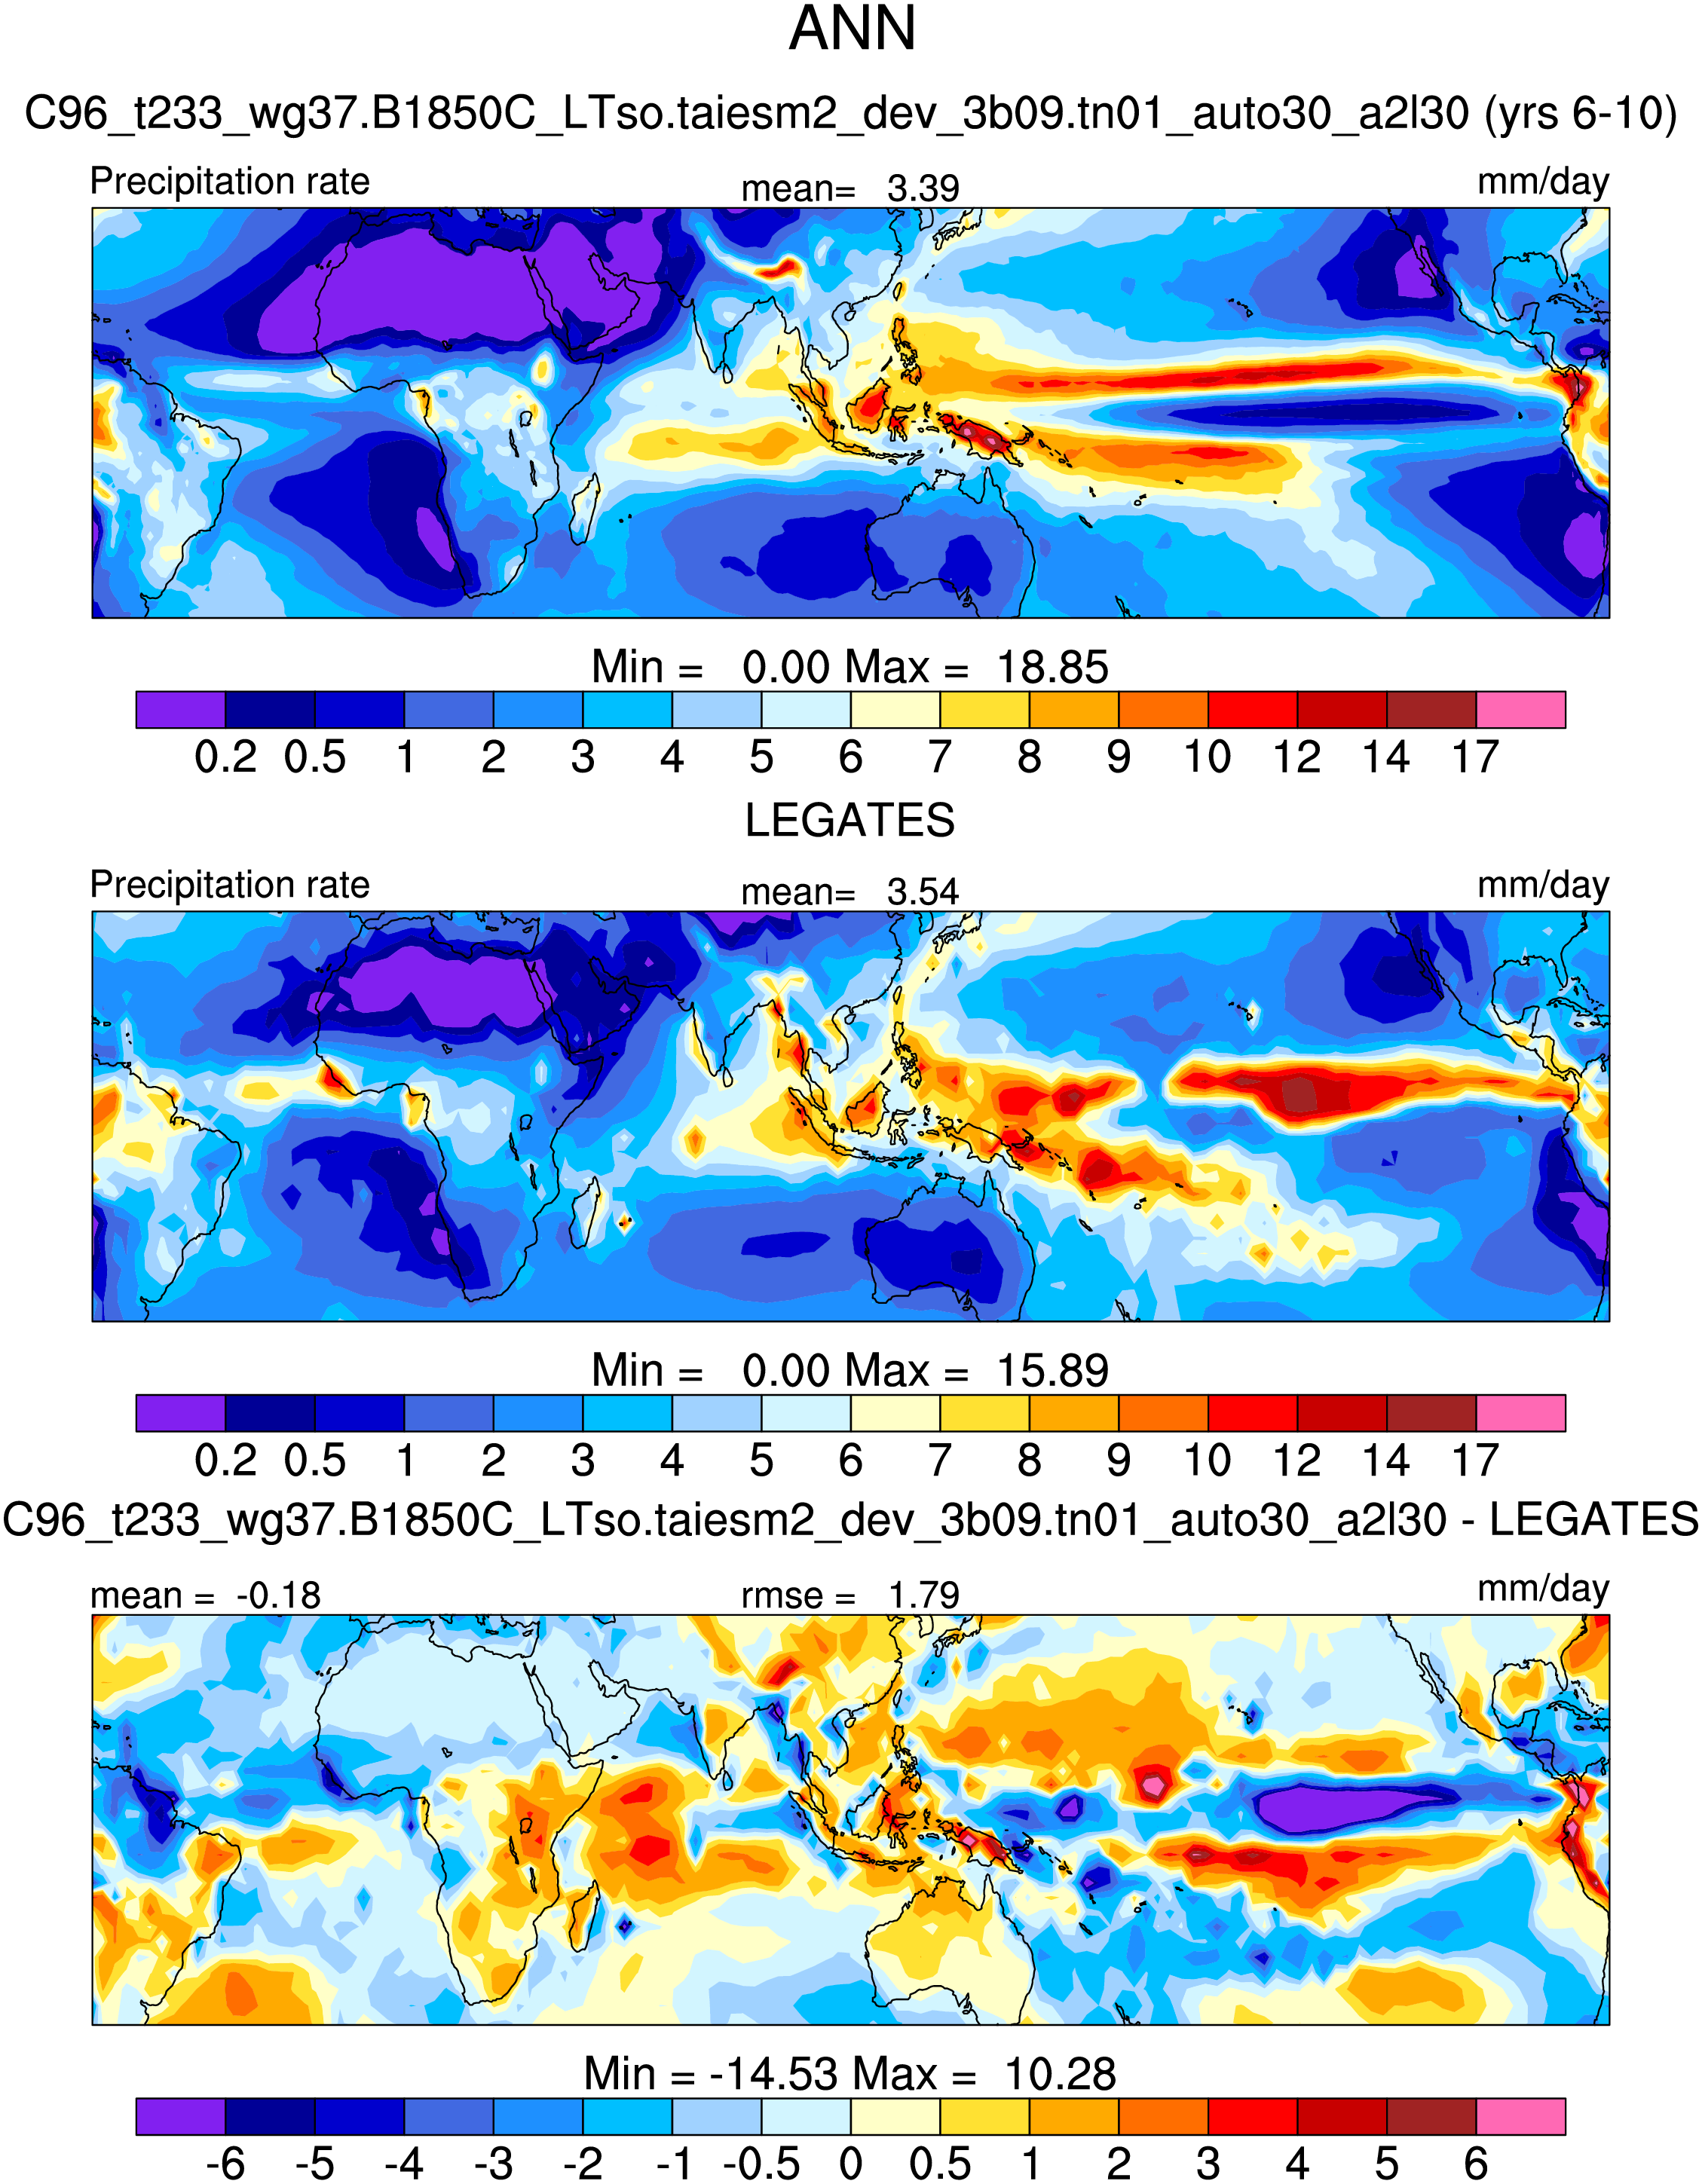 ANN
C96_t233_wg37.B1850C_LTso.taiesm2_dev_3b09.tn01_auto30_a2l30 (yrs 6-10)
Precipitation rate mean= 3.39 mm/day
Min = 0.00 Max = 18.85
0.2 0.5 1 2 3 4 5 6 7 8 9 10 12 14 17
LEGATES
Precipitation rate mean= 3.54 mm/day
Min = 0.00 Max = 15.89
0.2 0.5 1 2 3 4 5 6 7 8 9 10 12 14 17
C96_t233_wg37.B1850C_LTso.taiesm2_dev_3b09.tn01_auto30_a2l30 - LEGATES
mean = -0.18 rmse = 1.79 mm/day
Min = -14.53 Max = 10.28
-6 -5 -4 -3 -2 -1 -0.5 0 0.5 1 2 3 4 5 6